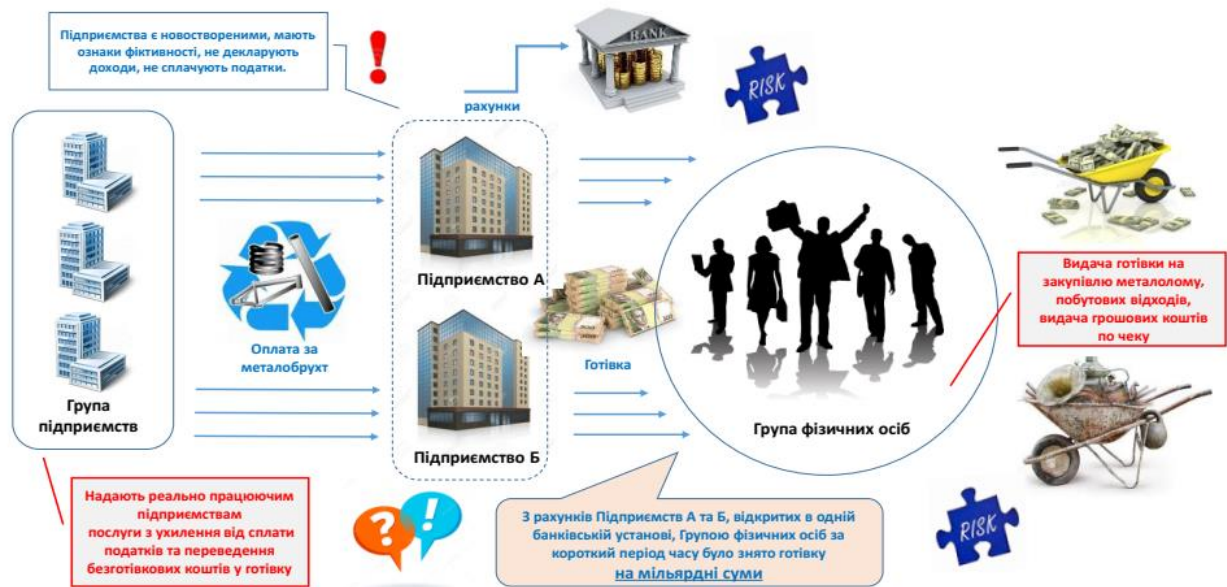 Підприємства є новоствореними, мають
ознаки фіктивності, не декларують
доходи, не сплачують податки.
BANK
рахунки
RISK
Підприємство А
Видача готівки на
закупівлю металолому,
побутових відходів,
видача грошових коштів
по чеку
Оплата за
металобрухт
Готівка
Група
підприємств
Група фізичних осіб
Підприємство Б
Надають реально працюючим
підприємствам
послуги з ухилення від сплати
податків та переведення
безготівкових коштів у готівку
З рахунків Підприємств А та Б, відкритих в одній
банківській установі, Групою фізичних осіб за
короткий період часу було знято готівку
на мільярдні суми
RISK